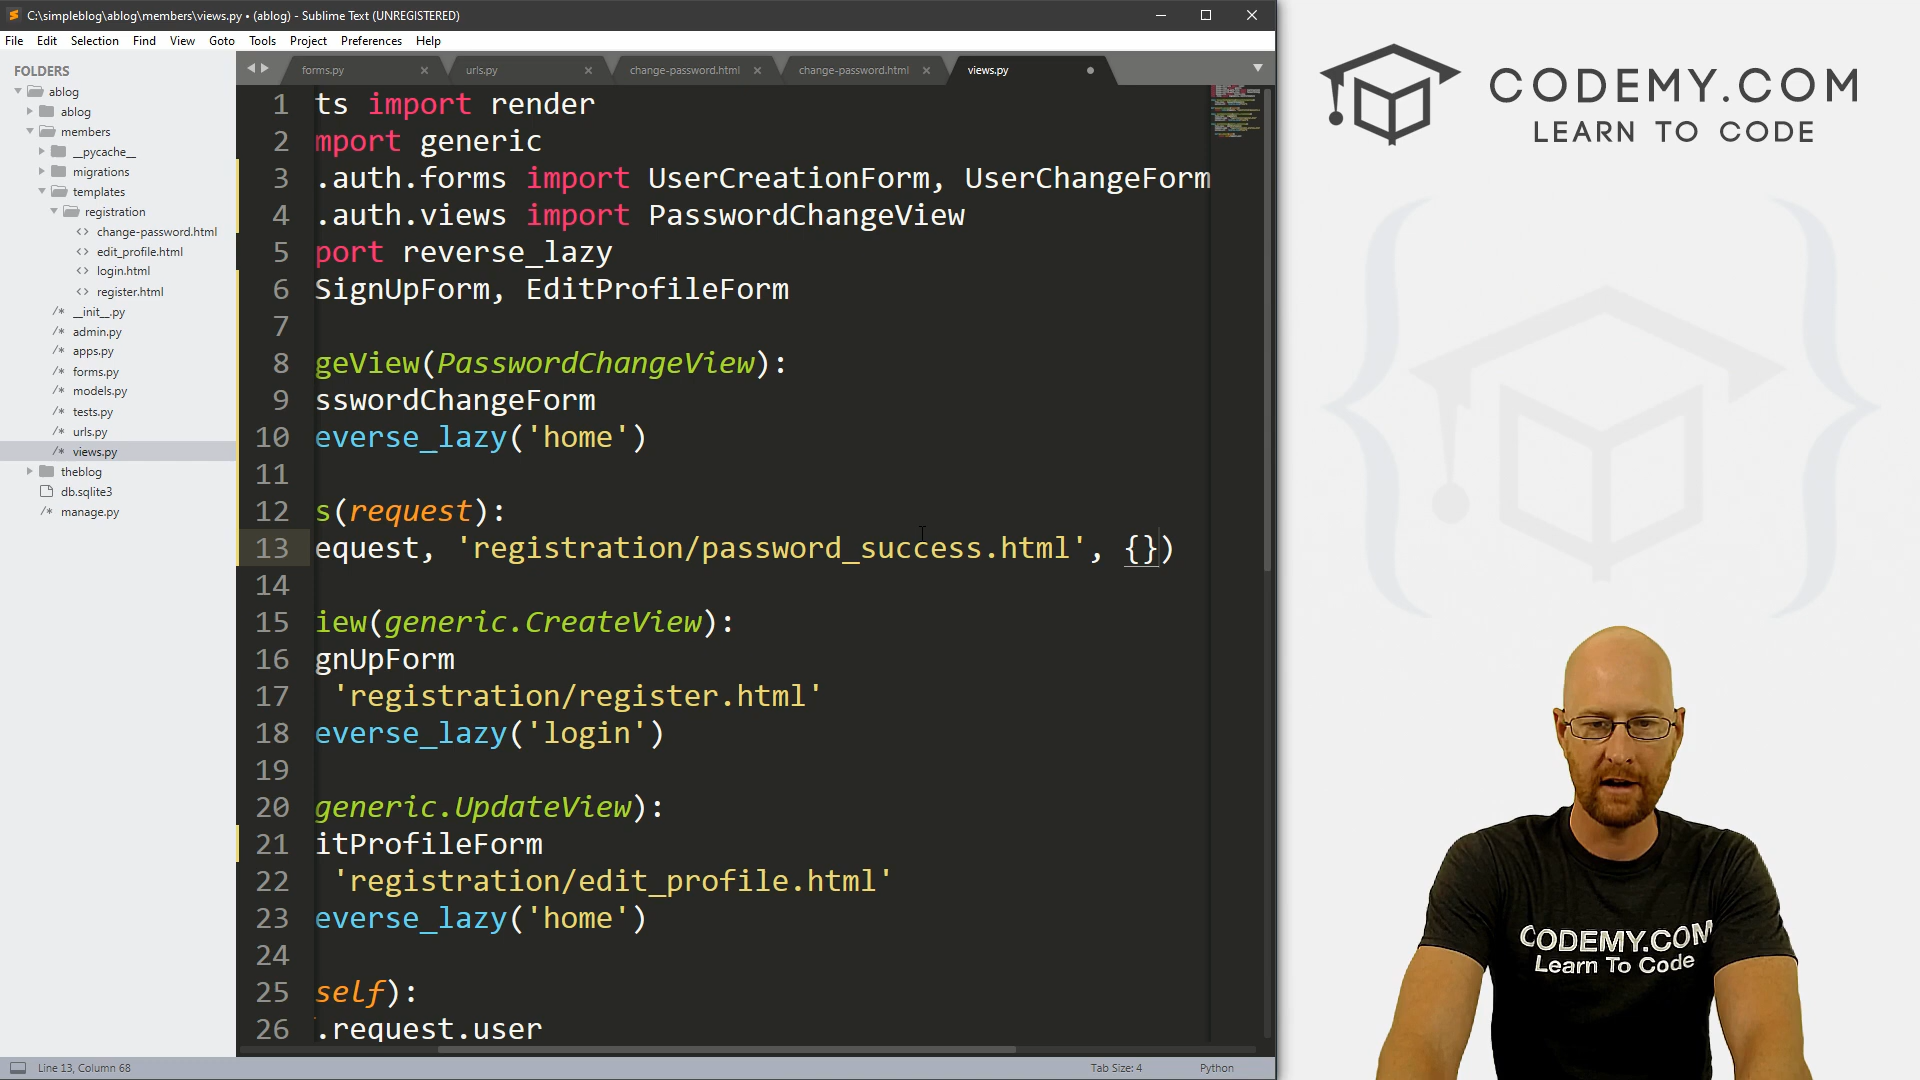 C:\simpleblog\ablog\members\views.py • (ablog) - Sublime Text (UNREGISTERED)
File Edit Selection Find View Goto Tools Project Preferences Help
FOLDERS
ablog
ablog
members
__pycache__
migrations
templates
registration
change-password.html
edit_profile.html
login.html
register.html
__init__.py
admin.py
apps.py
forms.py
models.py
tests.py
urls.py
views.py
theblog
db.sqlite3
manage.py
forms.py urls.py change-password.html change-password.html views.py
1 ts import render
2 mport generic
3 .auth.forms import UserCreationForm, UserChangeForm
4 .auth.views import PasswordChangeView
5 port reverse_lazy
6 SignUpForm, EditProfileForm
7
8 geView(PasswordChangeView):
9 sswordChangeForm
10 everse_lazy('home')
11
12 s(request):
13 equest, 'registration/password_success.html', {})
14
15 iew(generic.CreateView):
16 gnUpForm
17 'registration/register.html'
18 everse_lazy('login')
19
20 generic.UpdateView):
21 itProfileForm
22 'registration/edit_profile.html'
23 everse_lazy('home')
24
25 self):
26 .request.user
Line 13, Column 68 Tab Size: 4 Python
CODEMY.COM
LEARN TO CODE
CODEMY.COM
Learn To Code